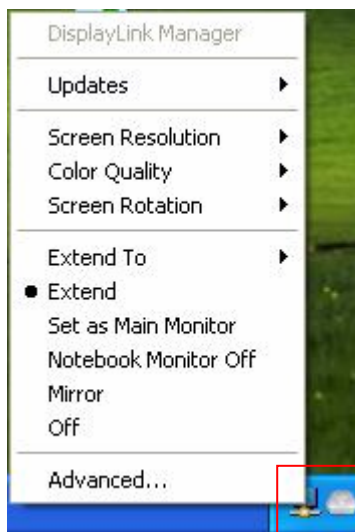 DisplayLink Manager
Updates
Screen Resolution
Color Quality
Screen Rotation
Extend To
Extend
Set as Main Monitor
Notebook Monitor Off
Mirror
Off
Advanced...